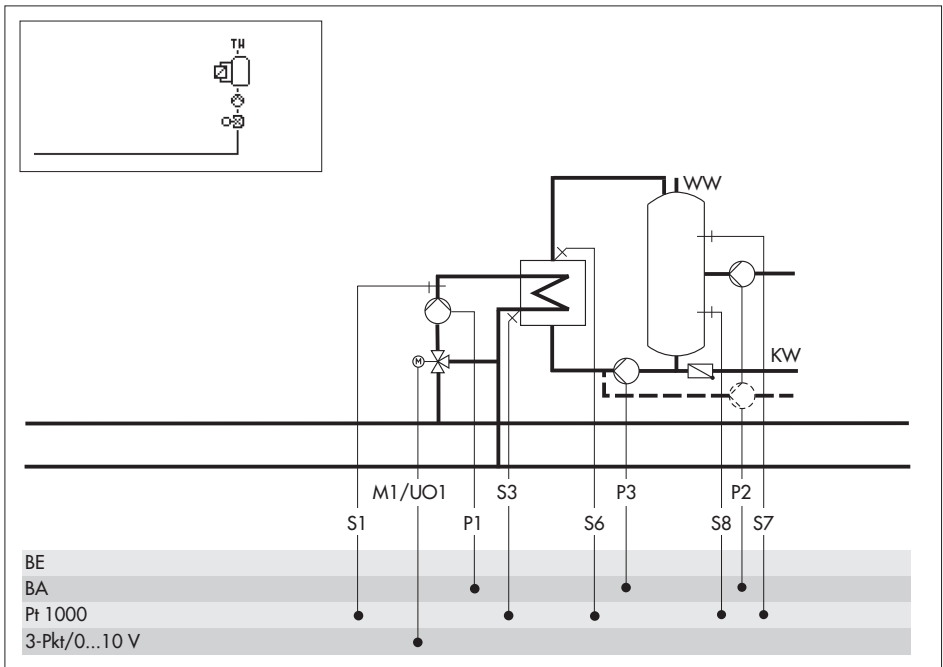 TW
WW
M
KW
M1/UO1 S3 P3 P2
S1 P1 S6 S8 S7
BE
BA
Pt 1000
3-Pkt/0...10 V